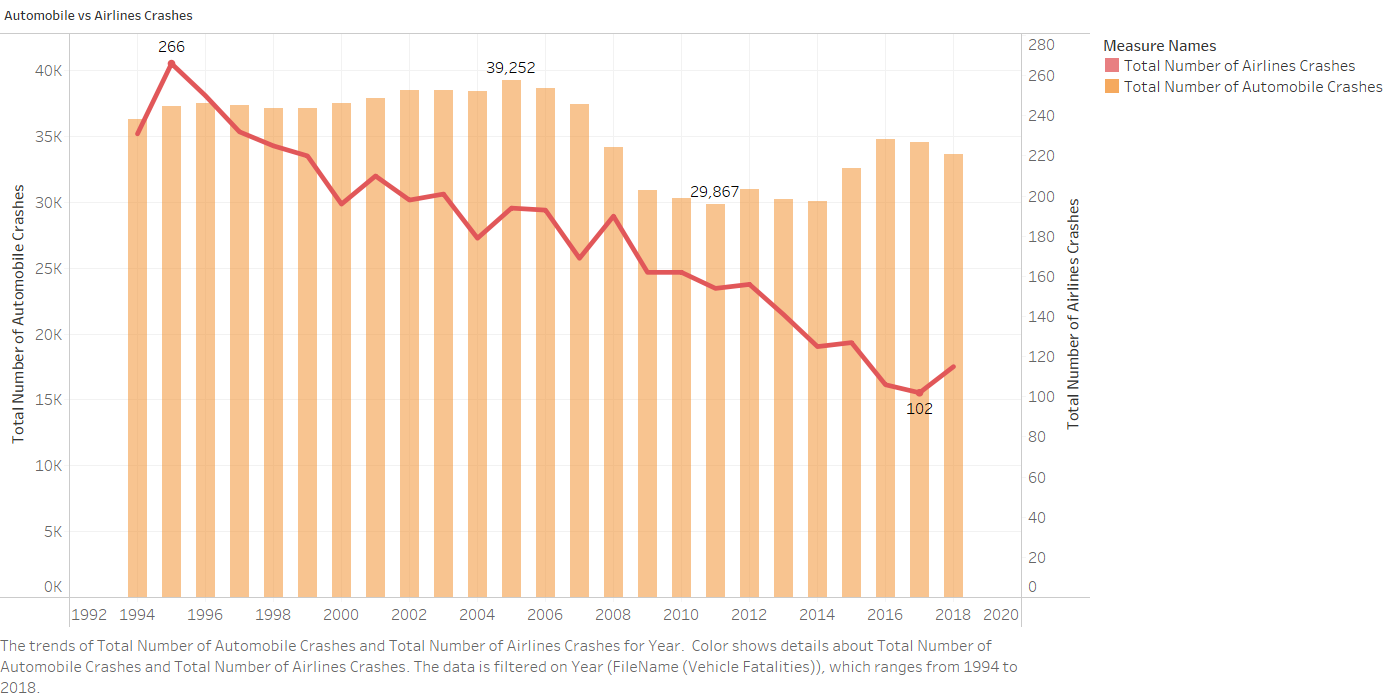 Automobile vs Airlines Crashes
266
39,252
29,867
102
40K
35K
30K
25K
20K
15K
10K
5K
0K
Total Number of Automobile Crashes
280
260
240
220
200
180
160
140
120
100
80
60
40
20
0
Total Number of Airlines Crashes
1992 1994 1996 1998 2000 2002 2004 2006 2008 2010 2012 2014 2016 2018 2020
Measure Names
Total Number of Airlines Crashes
Total Number of Automobile Crashes
The trends of Total Number of Automobile Crashes and Total Number of Airlines Crashes for Year.  Color shows details about Total Number of
Automobile Crashes and Total Number of Airlines Crashes. The data is filtered on Year (FileName (Vehicle Fatalities)), which ranges from 1994 to
2018.